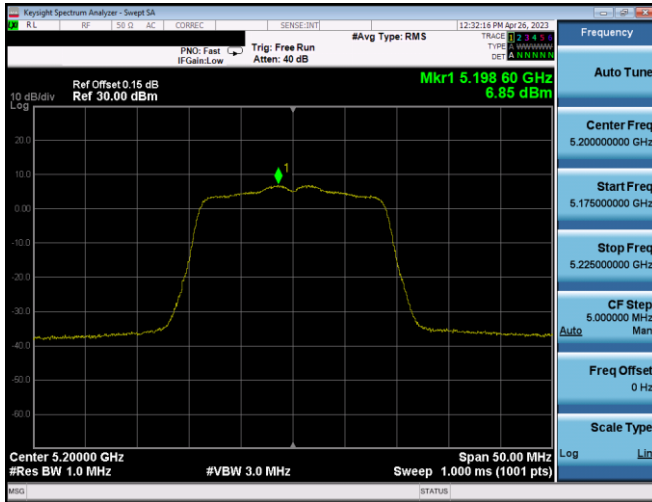 Keysight Spectrum Analyzer - Swept SA
RL RF 50 Ω AC CORREC SENSE:INT 12:32:16 PM Apr 26, 2023
#Avg Type: RMS
TRACE 1 2 3 4 5 6
TYPE A WWWWW
DET A N N N N N
PNO: Fast
IFGain:Low
Trig: Free Run
Atten: 40 dB
Mkr1 5.198 60 GHz
6.85 dBm
Ref Offset 0.15 dB
10 dB/div Ref 30.00 dBm
Log
20.0
0.00
-10.0
-20.0
-30.0
-40.0
-50.0
-60.0
1
Center 5.20000 GHz
#Res BW 1.0 MHz
#VBW 3.0 MHz
Span 50.00 MHz
Sweep 1.000 ms (1001 pts)
MSG
STATUS
Frequency
Auto Tune
Center Freq
5.200000000 GHz
Start Freq
5.175000000 GHz
Stop Freq
5.225000000 GHz
CF Step
5.000000 MHz
Auto Man
Freq Offset
0 Hz
Scale Type
Log Lin